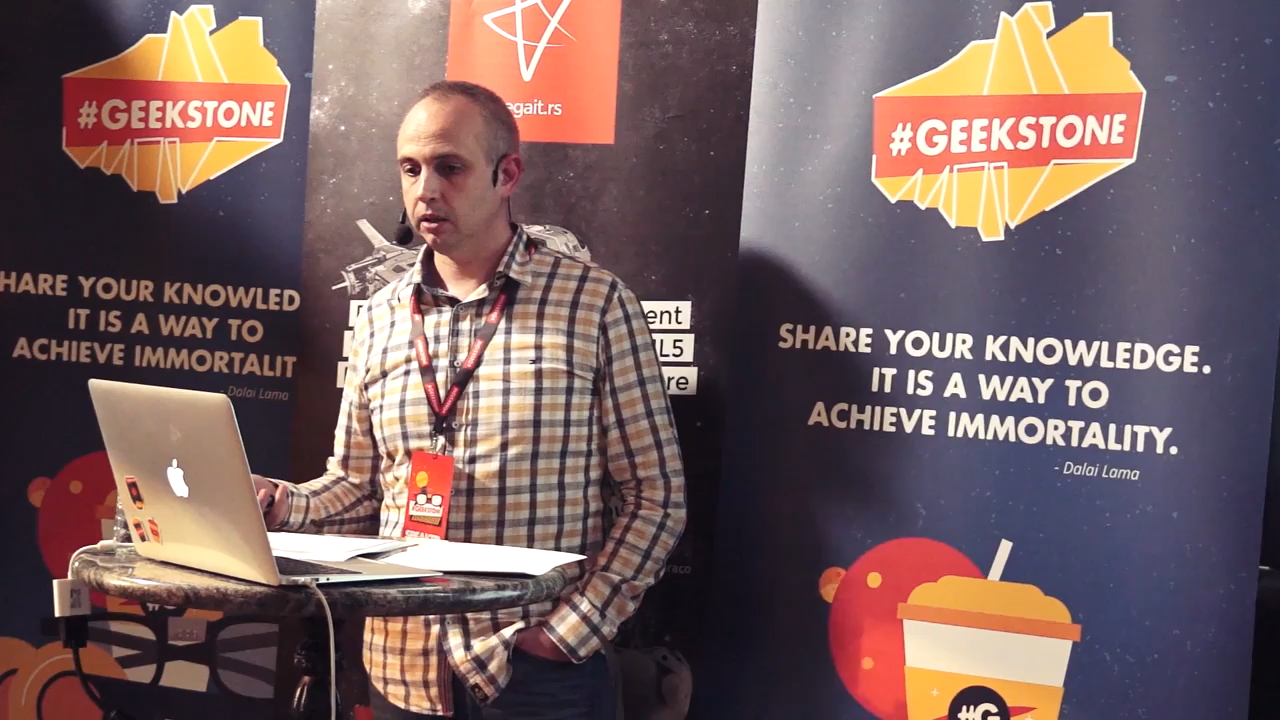 #GEEKSTONE
HARE YOUR KNOWLED
IT IS A WAY TO
ACHIEVE IMMORTALIT
- Dalai Lama
egait.rs
ent
L5
re
#GEEKSTONE
SHARE YOUR KNOWLEDGE.
IT IS A WAY TO
ACHIEVE IMMORTALITY.
- Dalai Lama
#GEEKSTONE
#G